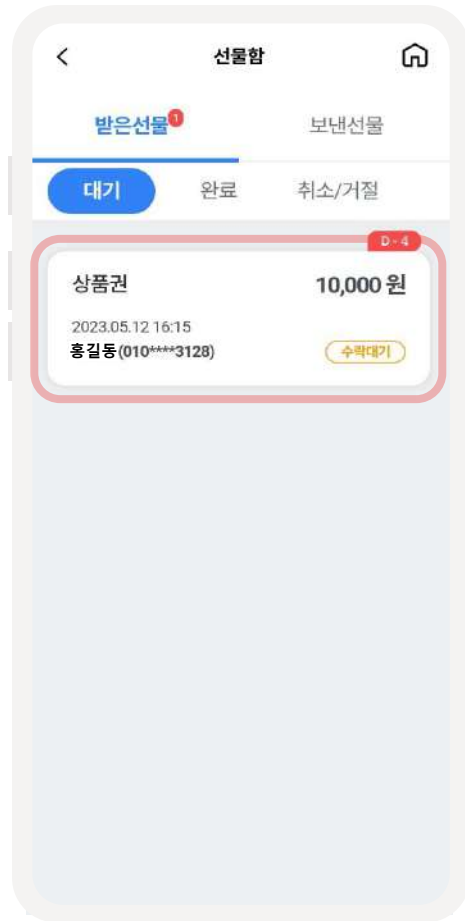 선물함
받은선물 1 보낸선물
대기 완료 취소/거절
D-4
상품권 10,000 원
2023.05.12 16:15
홍길동(010****3128) 수락대기